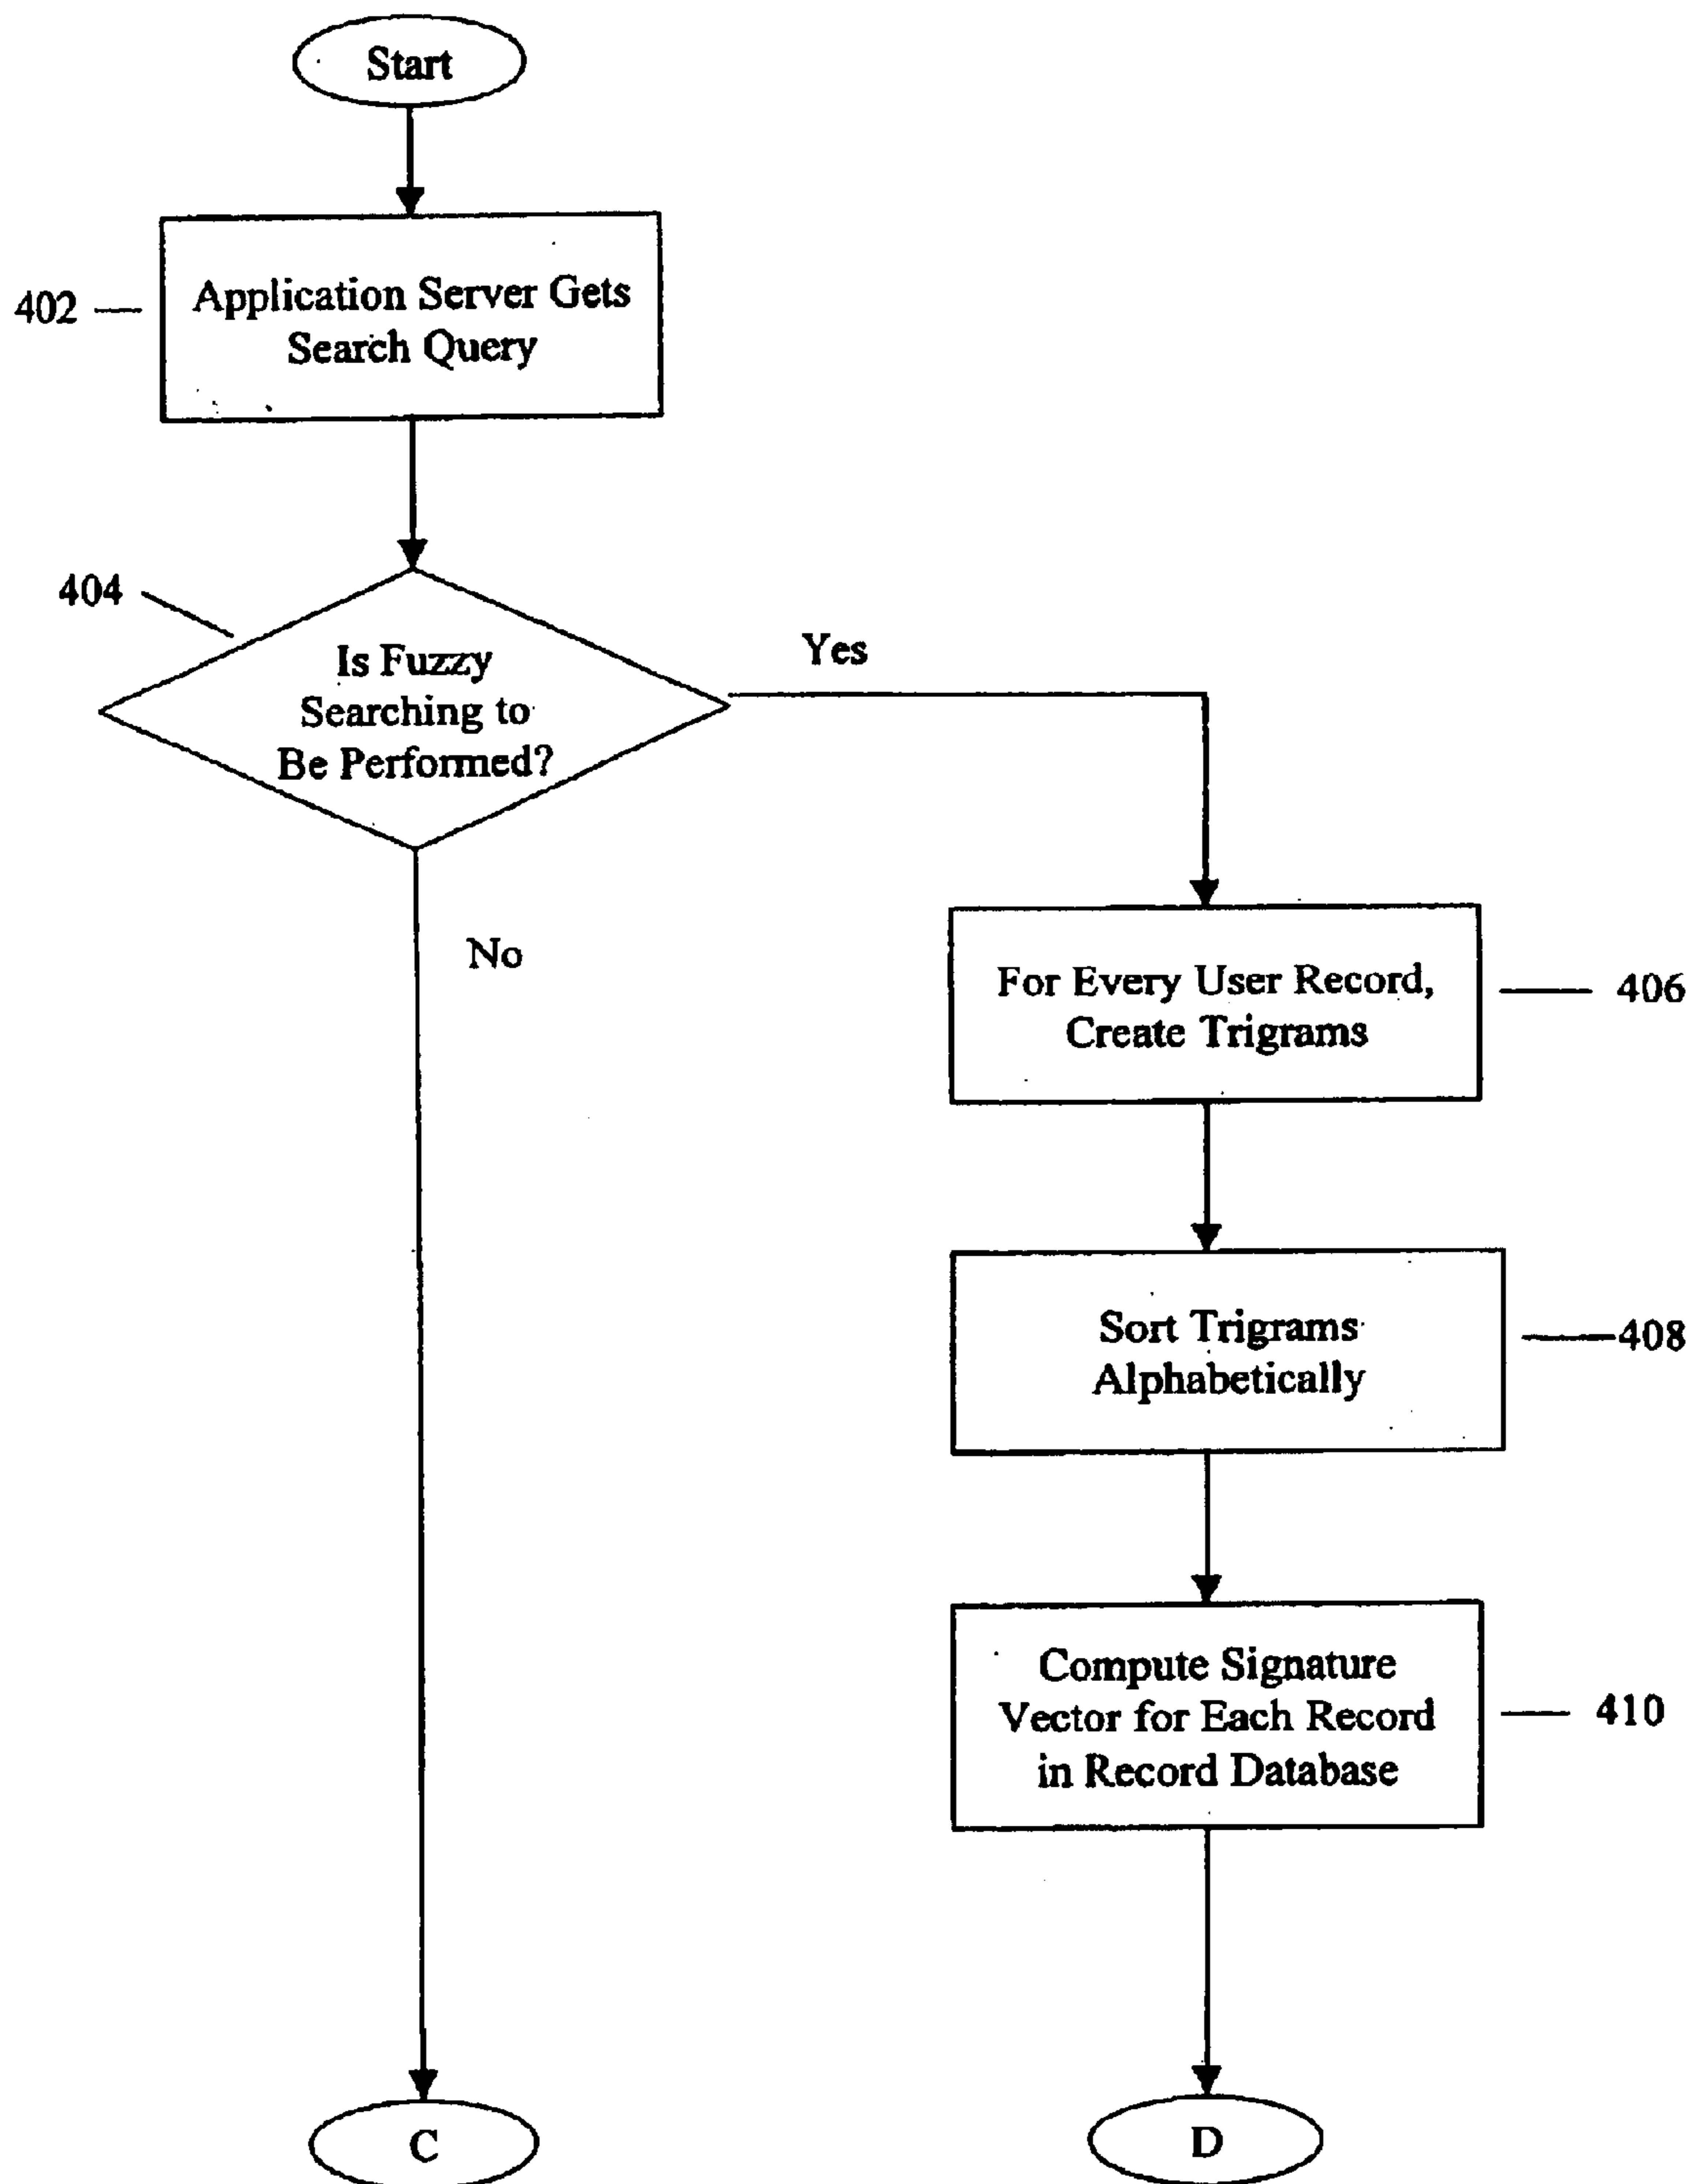 Start
402
Application Server Gets
Search Query
404
Is Fuzzy
Searching to
Be Performed?
Yes
No
For Every User Record,
Create Trigrams
406
Sort Trigrams
Alphabetically
408
Compute Signature
Vector for Each Record
in Record Database
410
C
D